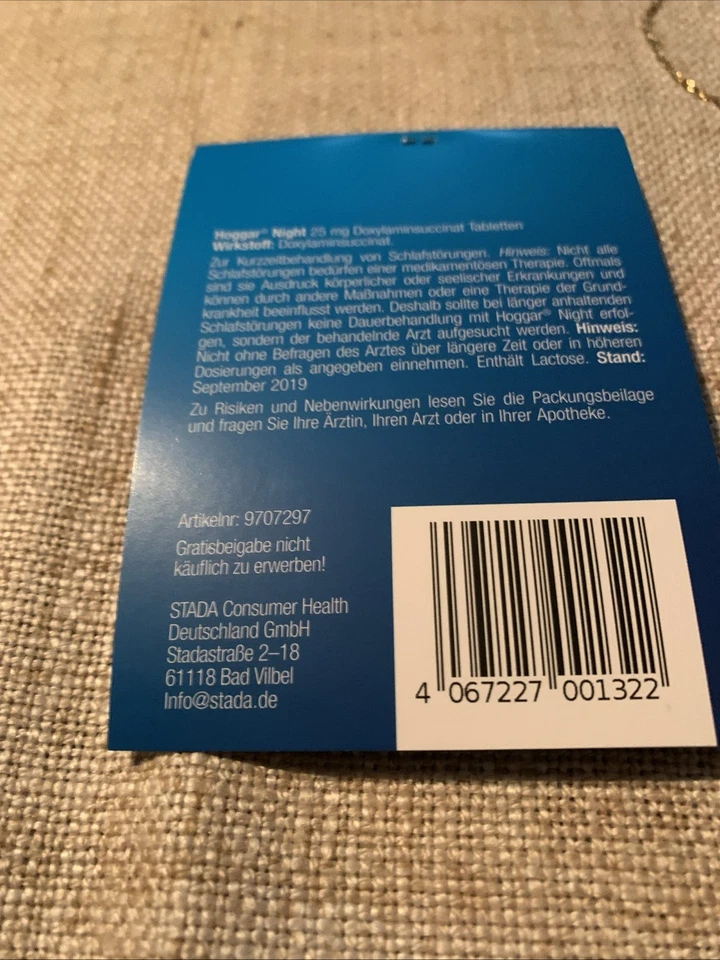 Hoggar® Night 25 mg Doxylaminsuccinat Tabletten
Wirkstoff: Doxylaminsuccinat.
Zur Kurzzeitbehandlung von Schlafstörungen. Hinweis: Nicht alle
Schlafstörungen bedürfen einer medikamentösen Therapie. Oftmals
sind sie Ausdruck körperlicher oder seelischer Erkrankungen und
können durch andere Maßnahmen oder eine Therapie der Grund-
krankheit beeinflusst werden. Deshalb sollte bei länger anhaltenden
Schlafstörungen keine Dauerbehandlung mit Hoggar® Night erfol-
gen, sondern der behandelnde Arzt aufgesucht werden. Hinweis:
Nicht ohne Befragen des Arztes über längere Zeit oder in höheren
Dosierungen als angegeben einnehmen. Enthält Lactose. Stand:
September 2019
Zu Risiken und Nebenwirkungen lesen Sie die Packungsbeilage
und fragen Sie Ihre Ärztin, Ihren Arzt oder in Ihrer Apotheke.
Artikelnr: 9707297
Gratisbeigabe nicht
käuflich zu erwerben!
STADA Consumer Health
Deutschland GmbH
Stadastraße 2–18
61118 Bad Vilbel
Info@stada.de
4 067227 001322